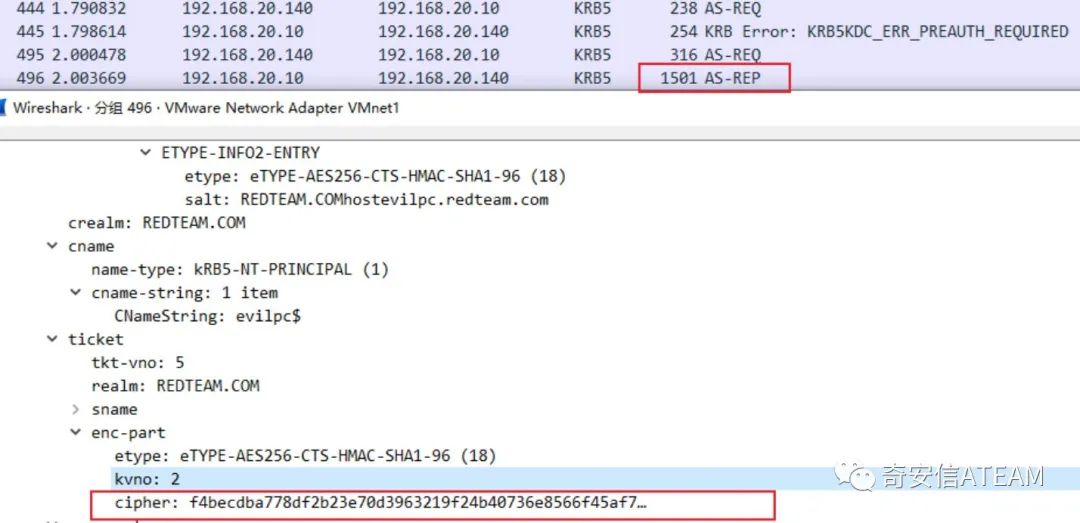 444 1.790832 192.168.20.140 192.168.20.10 KRB5 238 AS-REQ
445 1.798614 192.168.20.10 192.168.20.140 KRB5 254 KRB Error: KRB5KDC_ERR_PREAUTH_REQUIRED
495 2.000478 192.168.20.140 192.168.20.10 KRB5 316 AS-REQ
496 2.003669 192.168.20.10 192.168.20.140 KRB5 1501 AS-REP
Wireshark · 分组 496 · VMware Network Adapter VMnet1
ETYPE-INFO2-ENTRY
etype: eTYPE-AES256-CTS-HMAC-SHA1-96 (18)
salt: REDTEAM.COMhostevilpc.redteam.com
crealm: REDTEAM.COM
cname
name-type: kRB5-NT-PRINCIPAL (1)
cname-string: 1 item
CNameString: evilpc$
ticket
tkt-vno: 5
realm: REDTEAM.COM
sname
enc-part
etype: eTYPE-AES256-CTS-HMAC-SHA1-96 (18)
kvno: 2
cipher: f4becdba778df2b23e70d3963219f24b40736e8566f45af7…
奇安信ATEAM